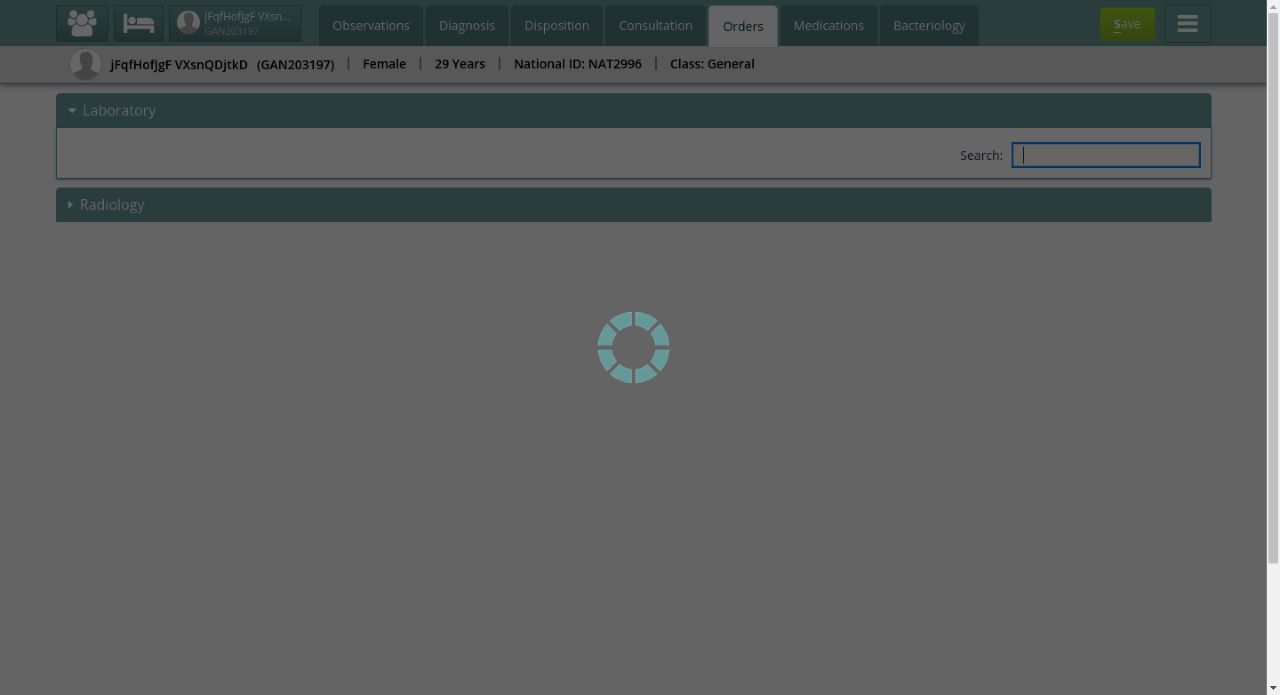 jFqfHofJgF VXsn...
GAN203197
Observations
Diagnosis
Disposition
Consultation
Orders
Medications
Bacteriology
Save
jFqfHofJgF VXsnQDjtkD (GAN203197) | Female | 29 Years | National ID: NAT2996 | Class: General
Laboratory
Search:
Radiology